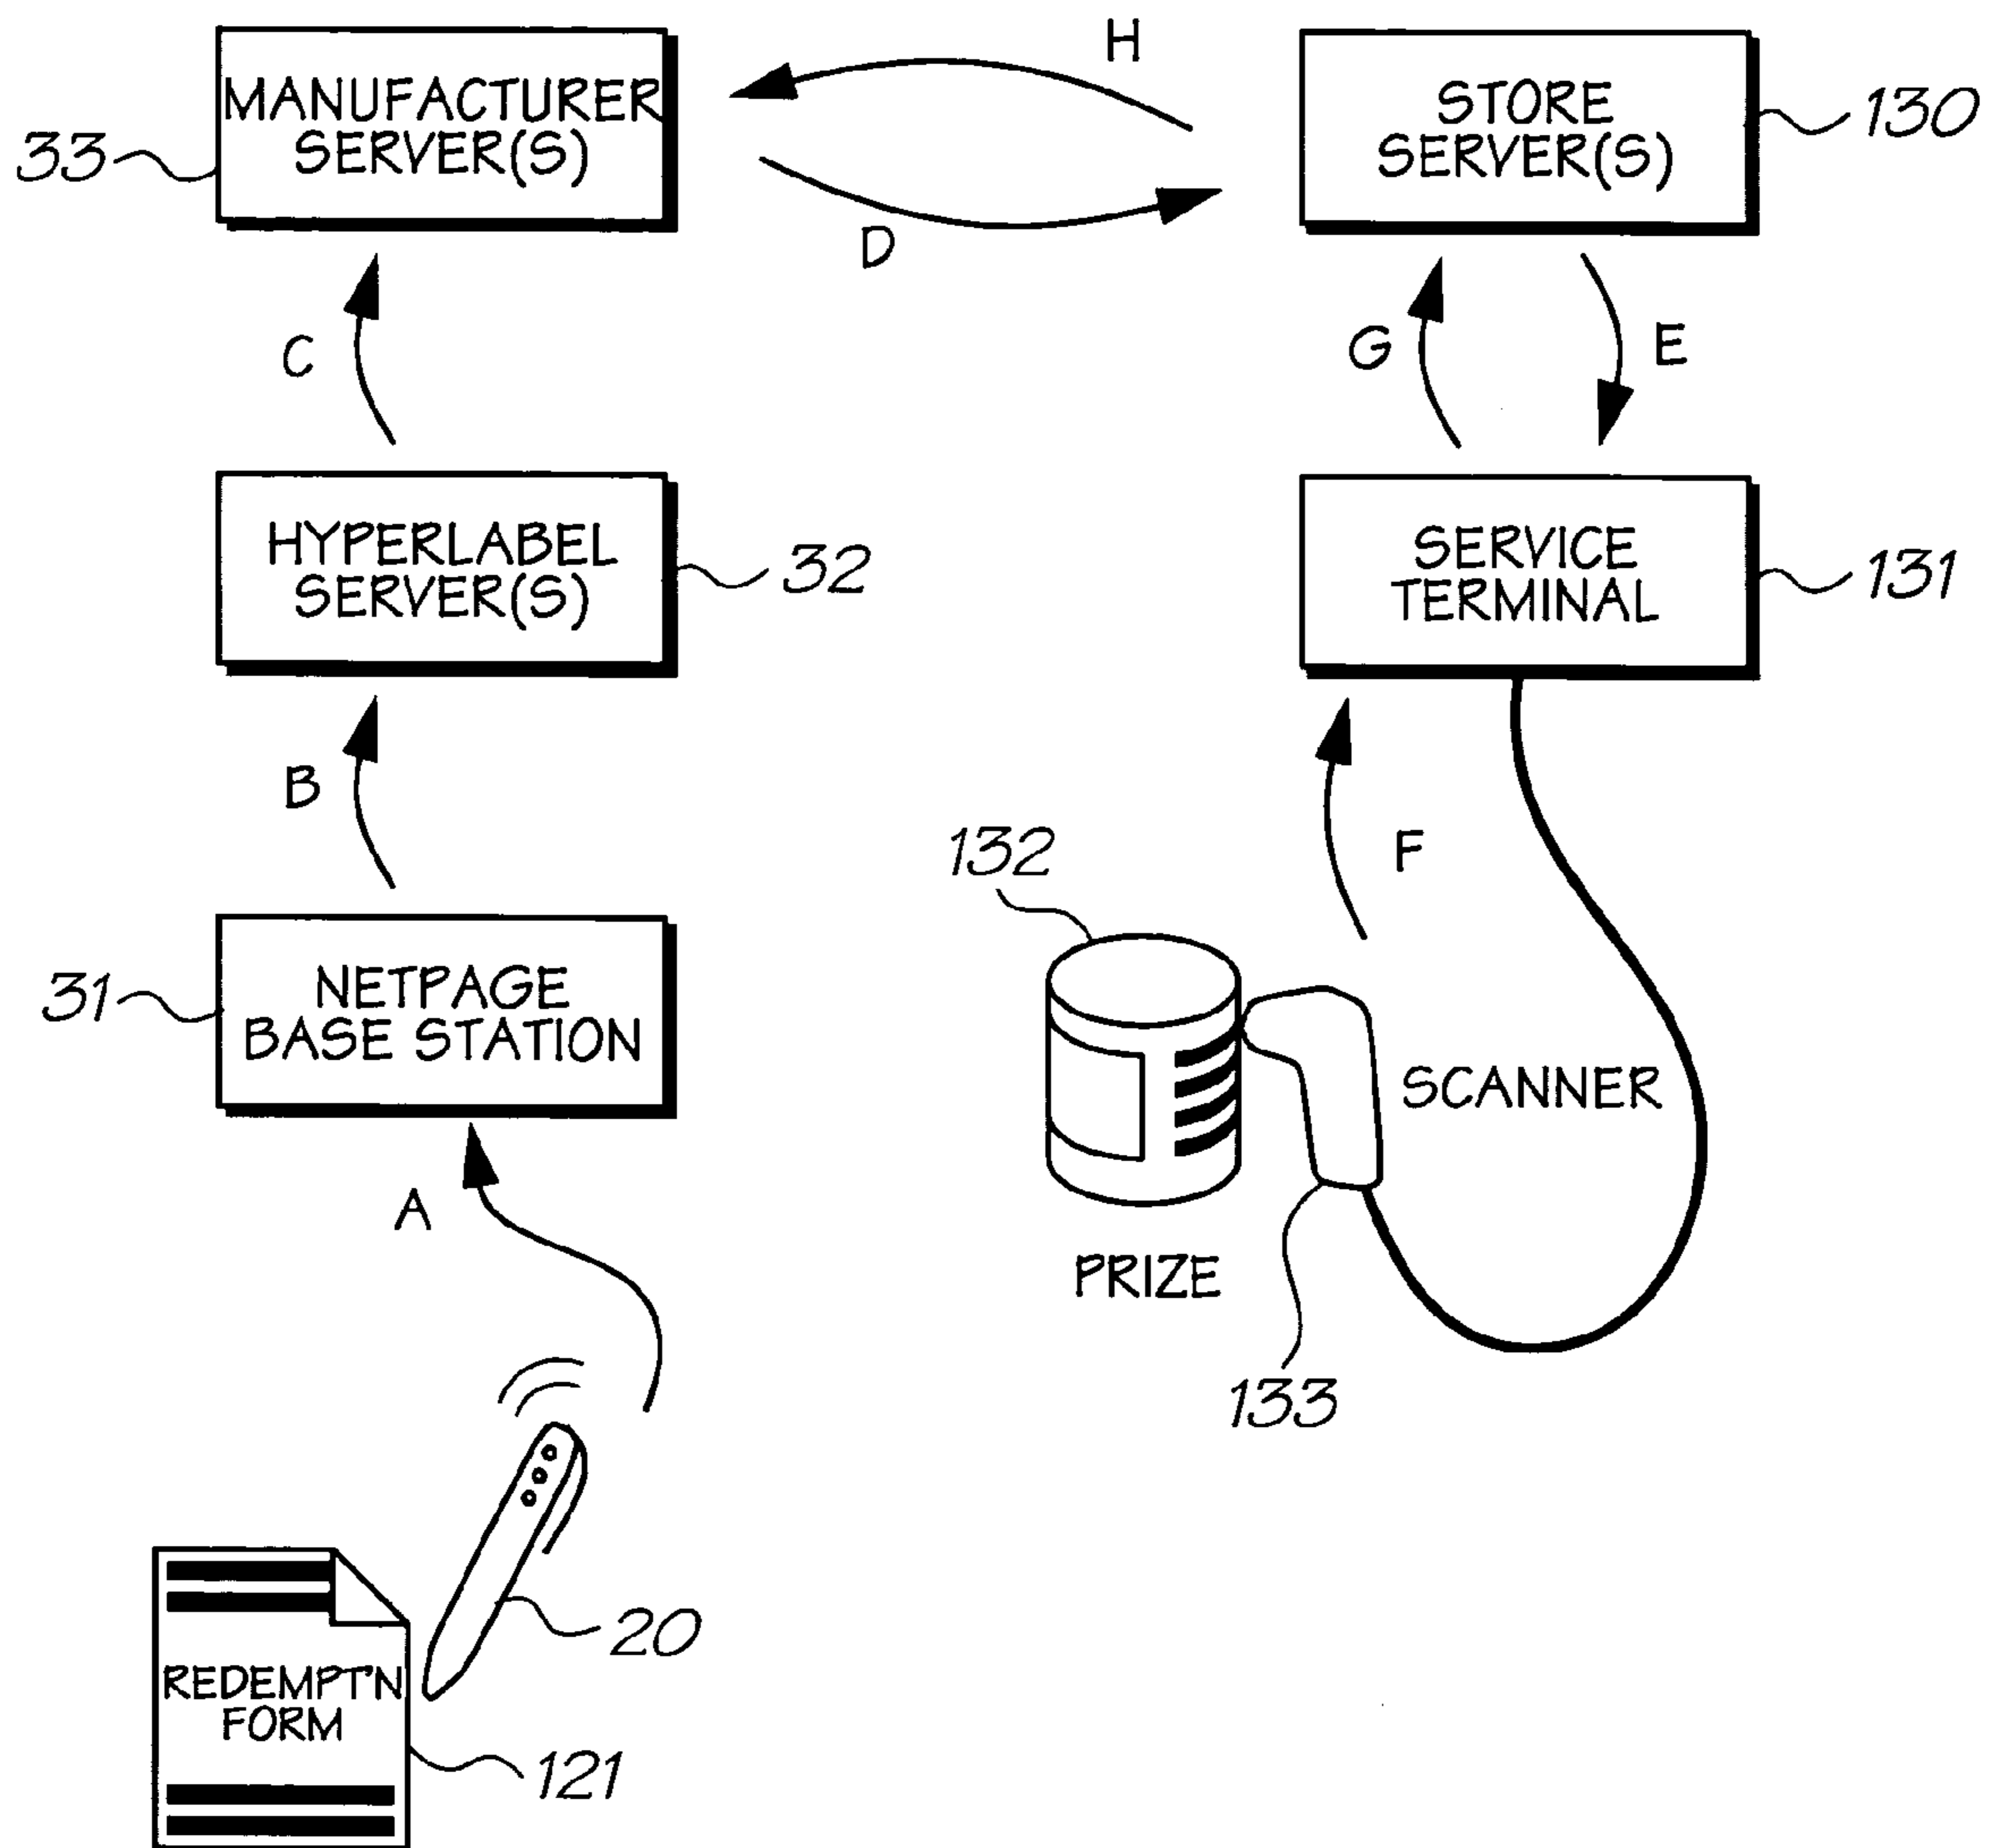 H
MANUFACTURER
SERVER(S)
33
STORE
SERVER(S)
130
D
C
G
E
HYPERLABEL
SERVER(S)
32
SERVICE
TERMINAL
131
B
F
132
NETPAGE
BASE STATION
31
SCANNER
A
PRIZE
133
20
REDEMPT'N
FORM
121